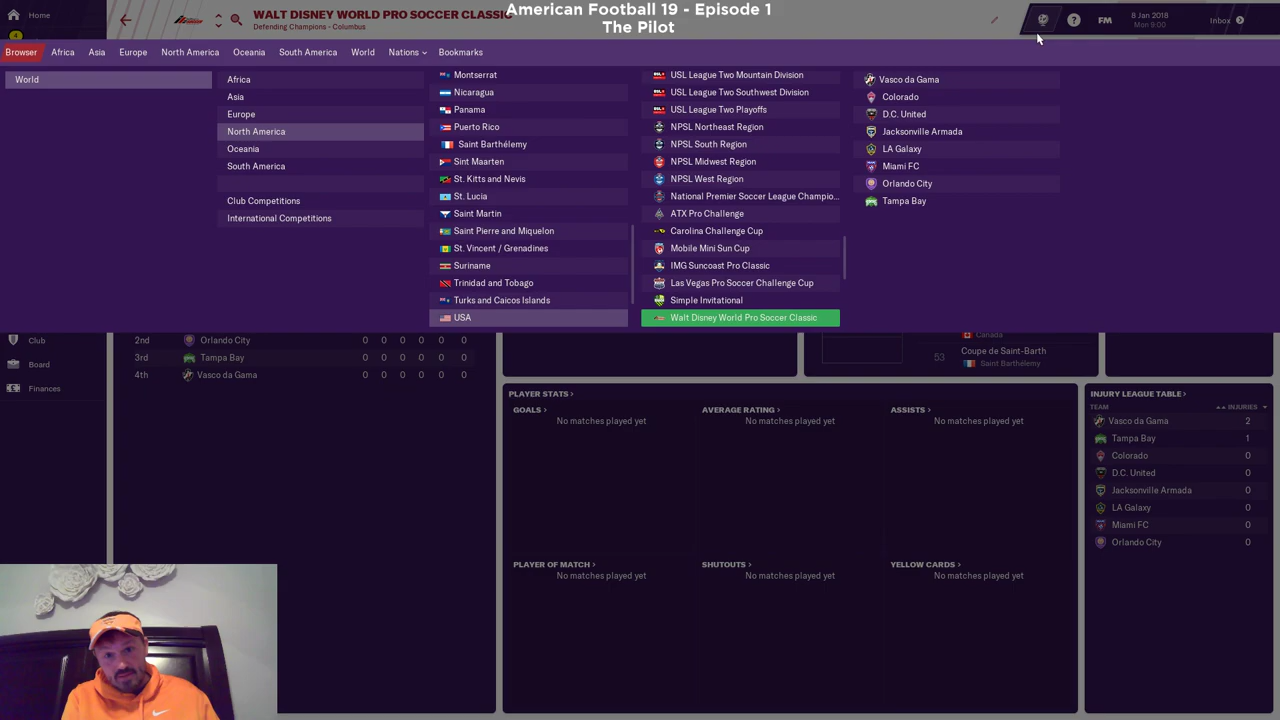 American Football 19 - Episode 1
The Pilot
Home
4
WALT DISNEY WORLD PRO SOCCER CLASSIC
Defending Champions - Columbus
?
FM
8 Jan 2018
Mon 9:00
Inbox
Browser
Africa
Asia
Europe
North America
Oceania
South America
World
Nations
Bookmarks
World
Africa
Asia
Europe
North America
Oceania
South America
Club Competitions
International Competitions
Montserrat
Nicaragua
Panama
Puerto Rico
Saint Barthélemy
Sint Maarten
St. Kitts and Nevis
St. Lucia
Saint Martin
Saint Pierre and Miquelon
St. Vincent / Grenadines
Suriname
Trinidad and Tobago
Turks and Caicos Islands
USA
USL League Two Mountain Division
USL League Two Southwest Division
USL League Two Playoffs
NPSL Northeast Region
NPSL South Region
NPSL Midwest Region
NPSL West Region
National Premier Soccer League Champio...
ATX Pro Challenge
Carolina Challenge Cup
Mobile Mini Sun Cup
IMG Suncoast Pro Classic
Las Vegas Pro Soccer Challenge Cup
Simple Invitational
Walt Disney World Pro Soccer Classic
Vasco da Gama
Colorado
D.C. United
Jacksonville Armada
LA Galaxy
Miami FC
Orlando City
Tampa Bay
Club
Board
Finances
2nd Orlando City 0 0 0 0 0 0
3rd Tampa Bay 0 0 0 0 0 0
4th Vasco da Gama 0 0 0 0 0 0
Canada
53 Coupe de Saint-Barth
Saint Barthélemy
PLAYER STATS >
GOALS >
No matches played yet
AVERAGE RATING >
No matches played yet
ASSISTS >
No matches played yet
PLAYER OF MATCH >
No matches played yet
SHUTOUTS >
No matches played yet
YELLOW CARDS >
No matches played yet
INJURY LEAGUE TABLE >
TEAM INJURIES
Vasco da Gama 2
Tampa Bay 1
Colorado 0
D.C. United 0
Jacksonville Armada 0
LA Galaxy 0
Miami FC 0
Orlando City 0